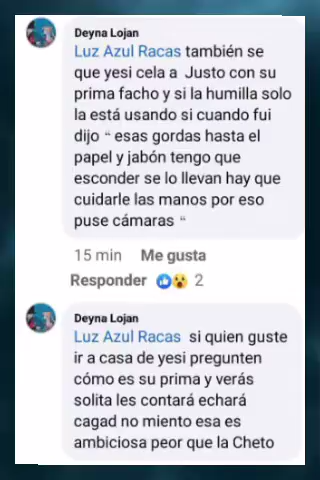 Deyna Lojan
Luz Azul Racas también se
que yesi cela a Justo con su
prima facho y si la humilla solo
la está usando si cuando fui
dijo “ esas gordas hasta el
papel y jabón tengo que
esconder se lo llevan hay que
cuidarle las manos por eso
puse cámaras “
15 min Me gusta
Responder 2
Deyna Lojan
Luz Azul Racas si quien guste
ir a casa de yesi pregunten
cómo es su prima y verás
solita les contará echará
cagad no miento esa es
ambiciosa peor que la Cheto